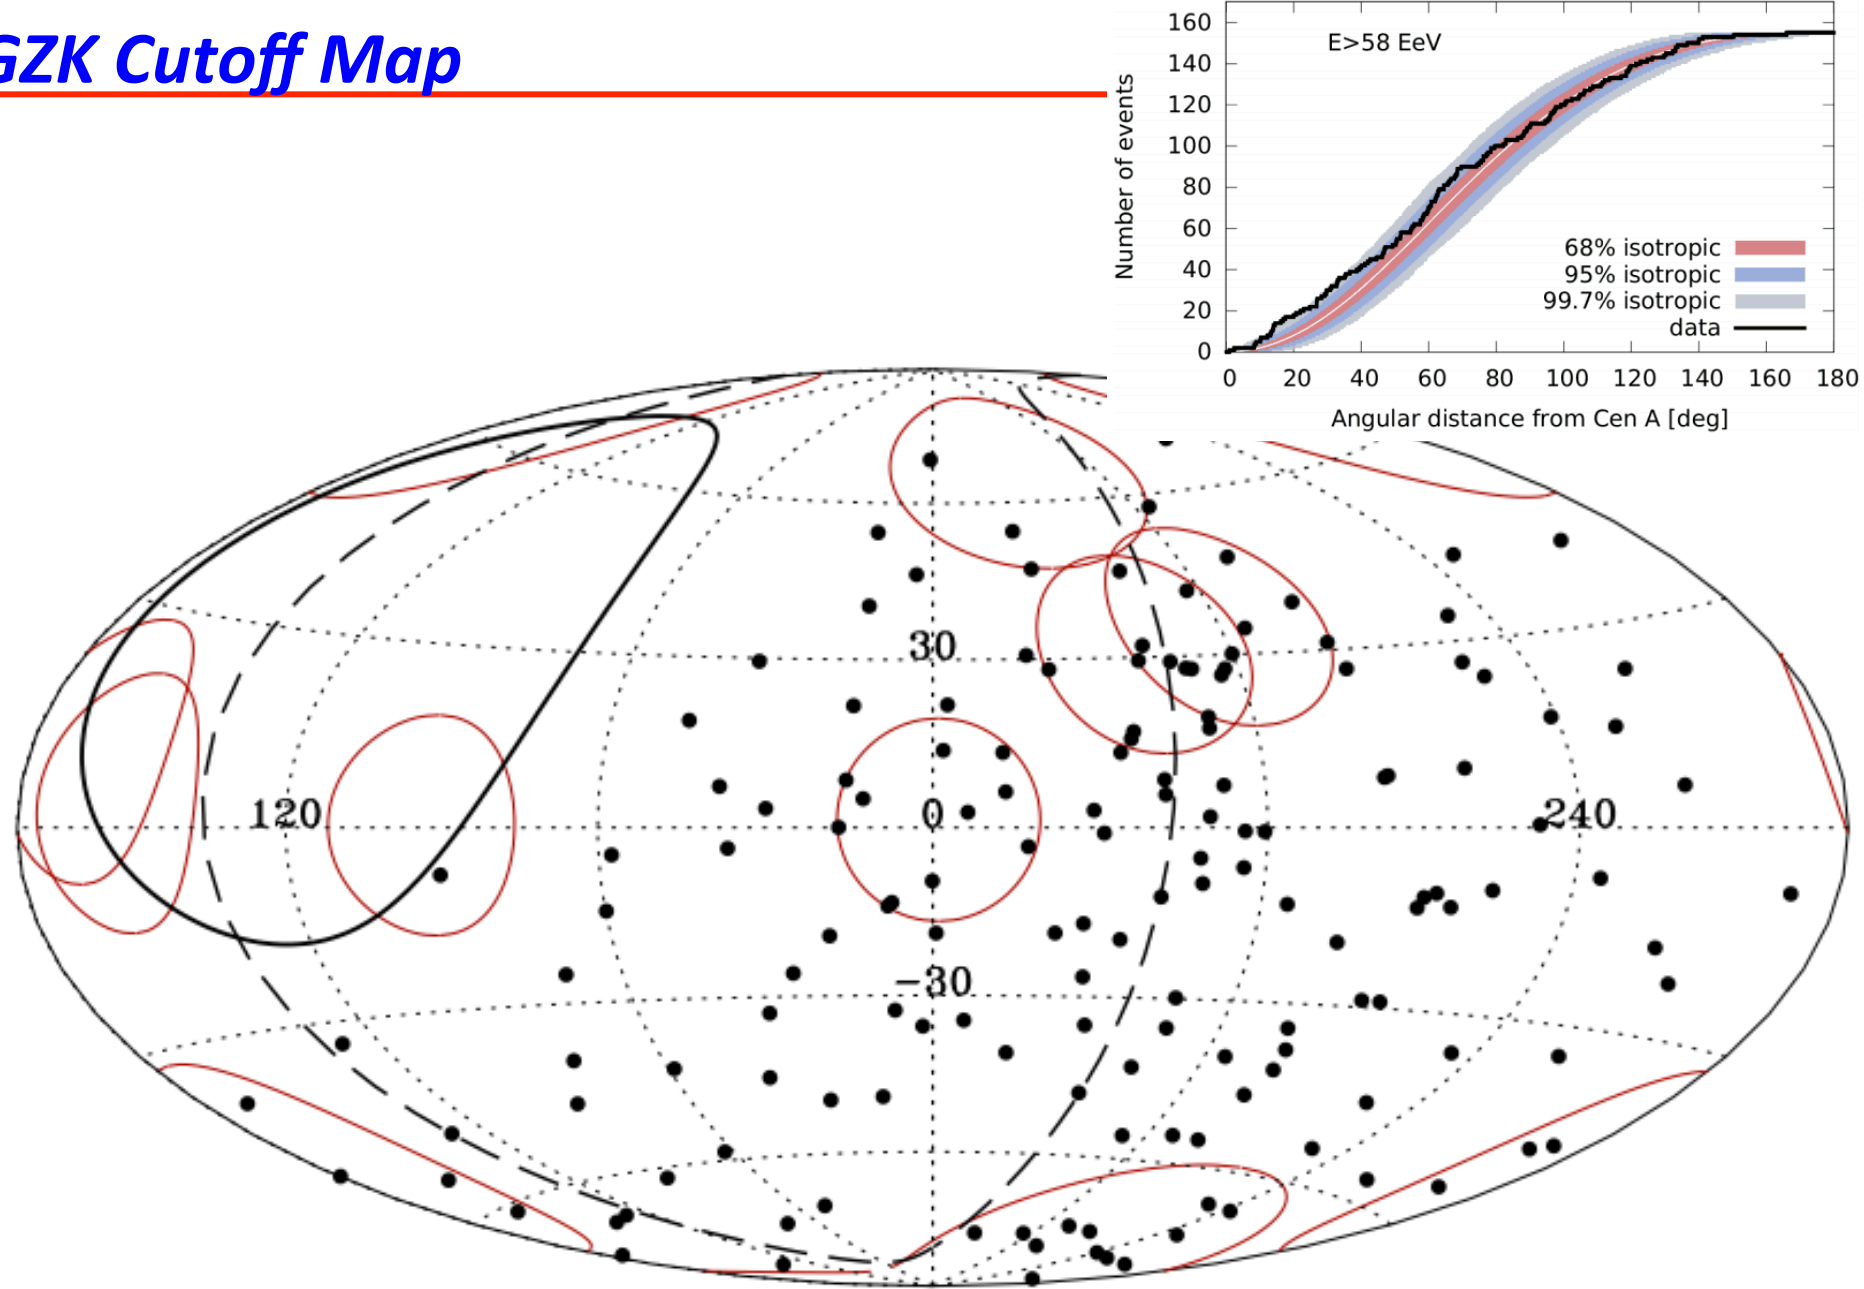 GZK Cutoff Map
160
140
120
100
80
60
40
20
0
Number of events
E>58 EeV
68% isotropic
95% isotropic
99.7% isotropic
data
0 20 40 60 80 100 120 140 160 180
Angular distance from Cen A [deg]
30
120 0 240
−30